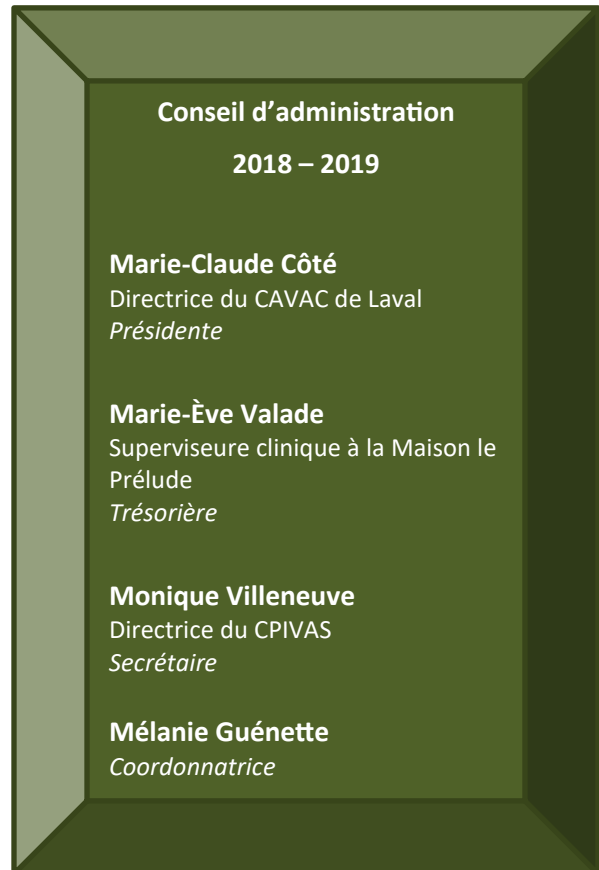 Conseil d’administration
2018 – 2019
Marie-Claude Côté
Directrice du CAVAC de Laval
Présidente
Marie-Ève Valade
Superviseure clinique à la Maison le
Prélude
Trésorière
Monique Villeneuve
Directrice du CPIVAS
Secrétaire
Mélanie Guénette
Coordonnatrice